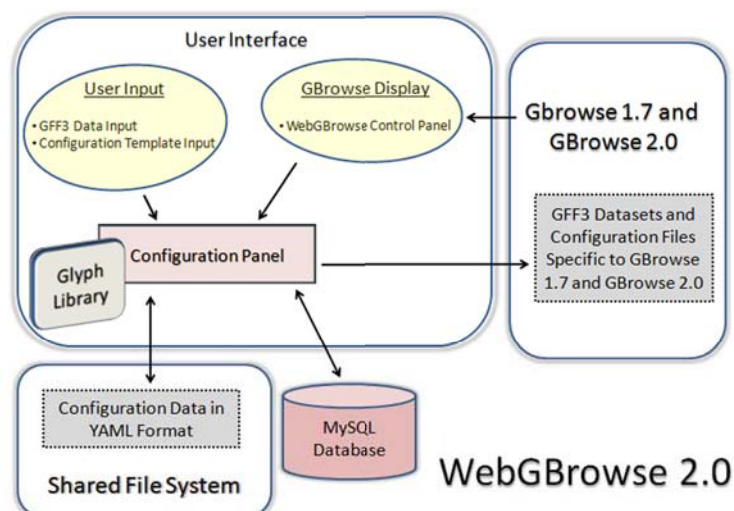 User Interface
User Input
• GFF3 Data Input
• Configuration Template Input
GBrowse Display
• WebGBrowse Control Panel
Gbrowse 1.7 and
GBrowse 2.0
GFF3 Datasets and
Configuration Files
Specific to GBrowse
1.7 and GBrowse 2.0
Configuration Panel
Glyph
Library
Configuration Data in
YAML Format
Shared File System
MySQL
Database
WebGBrowse 2.0